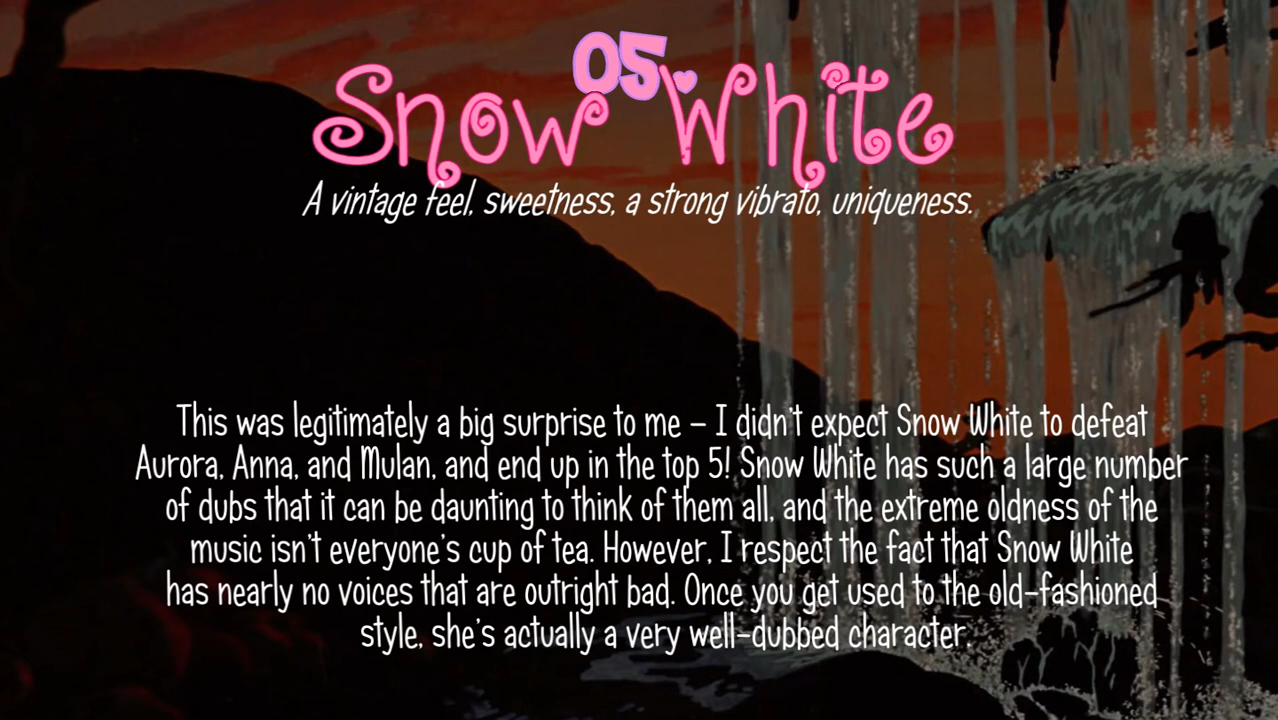 05
Snow White
A vintage feel, sweetness, a strong vibrato, uniqueness.
This was legitimately a big surprise to me – I didn't expect Snow White to defeat
Aurora, Anna, and Mulan, and end up in the top 5! Snow White has such a large number
of dubs that it can be daunting to think of them all, and the extreme oldness of the
music isn't everyone's cup of tea. However, I respect the fact that Snow White
has nearly no voices that are outright bad. Once you get used to the old-fashioned
style, she's actually a very well-dubbed character.